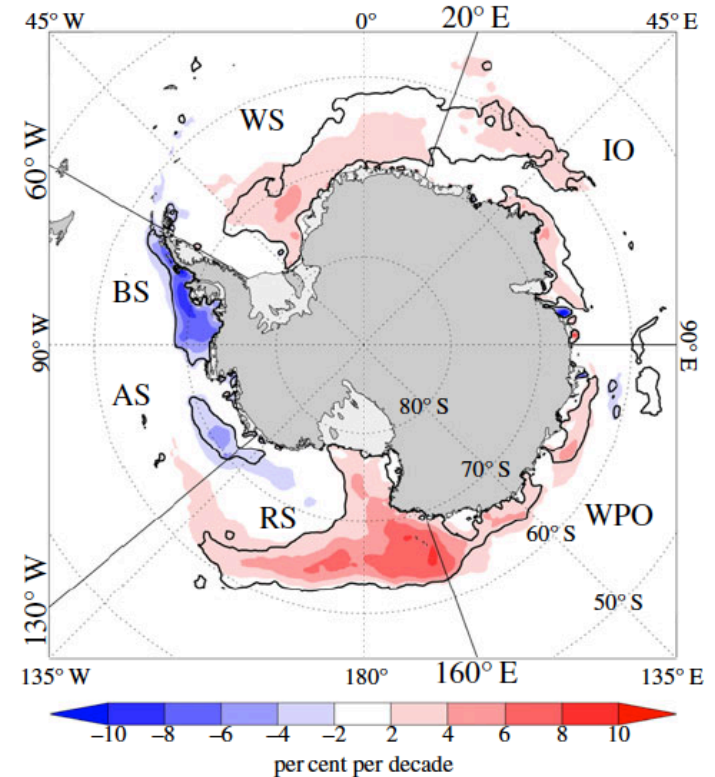 45° W 0° 20° E 45° E
WS
IO
60° W
BS
90° W
90° E
AS
80° S
70° S
RS
WPO
60° S
50° S
130° W
135° W 180° 160° E 135° E
−10 −8 −6 −4 −2 2 4 6 8 10
per cent per decade